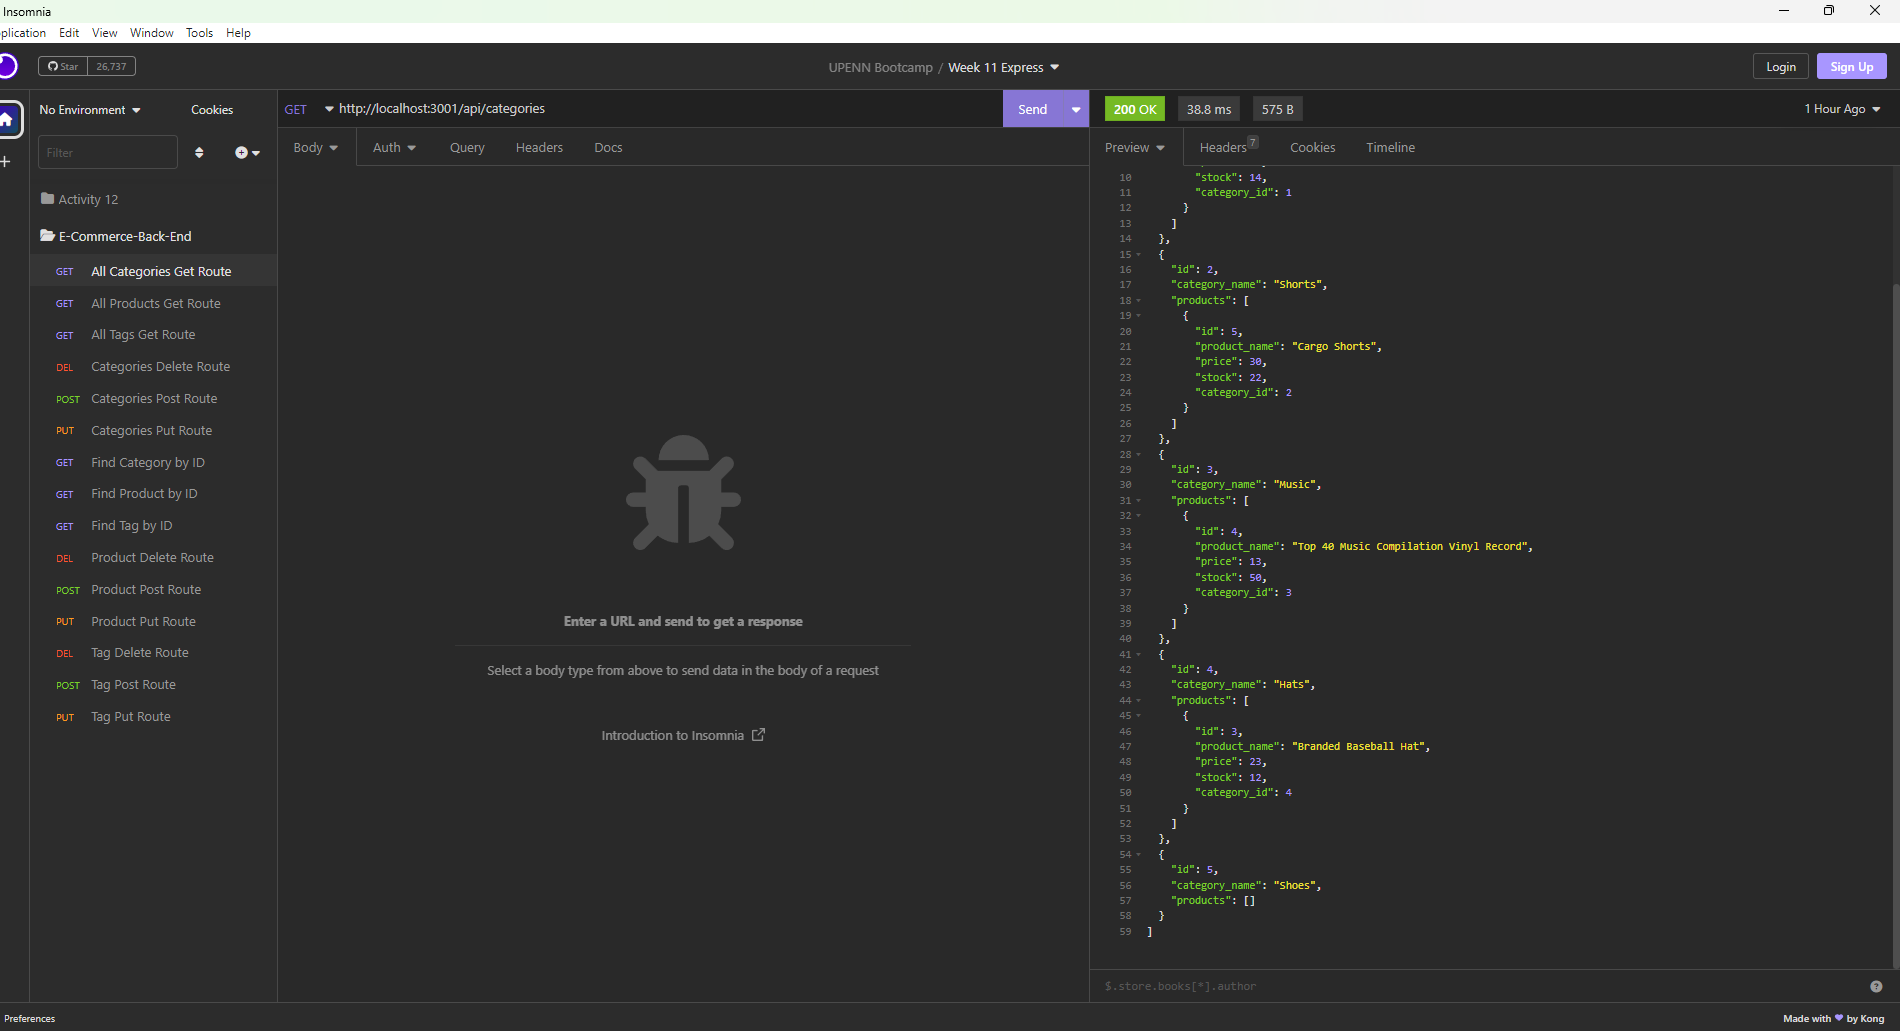 Insomnia
plication Edit View Window Tools Help
Star 26,737
UPENN Bootcamp / Week 11 Express
Login Sign Up
No Environment Cookies
Filter
Activity 12
E-Commerce-Back-End
GET All Categories Get Route
GET All Products Get Route
GET All Tags Get Route
DEL Categories Delete Route
POST Categories Post Route
PUT Categories Put Route
GET Find Category by ID
GET Find Product by ID
GET Find Tag by ID
DEL Product Delete Route
POST Product Post Route
PUT Product Put Route
DEL Tag Delete Route
POST Tag Post Route
PUT Tag Put Route
GET http://localhost:3001/api/categories Send
Body Auth Query Headers Docs
Enter a URL and send to get a response
Select a body type from above to send data in the body of a request
Introduction to Insomnia
200 OK 38.8 ms 575 B 1 Hour Ago
Preview Headers 7 Cookies Timeline
10 "stock": 14,
11 "category_id": 1
12 }
13 ]
14 },
15 {
16 "id": 2,
17 "category_name": "Shorts",
18 "products": [
19 {
20 "id": 5,
21 "product_name": "Cargo Shorts",
22 "price": 30,
23 "stock": 22,
24 "category_id": 2
25 }
26 ]
27 },
28 {
29 "id": 3,
30 "category_name": "Music",
31 "products": [
32 {
33 "id": 4,
34 "product_name": "Top 40 Music Compilation Vinyl Record",
35 "price": 13,
36 "stock": 50,
37 "category_id": 3
38 }
39 ]
40 },
41 {
42 "id": 4,
43 "category_name": "Hats",
44 "products": [
45 {
46 "id": 3,
47 "product_name": "Branded Baseball Hat",
48 "price": 23,
49 "stock": 12,
50 "category_id": 4
51 }
52 ]
53 },
54 {
55 "id": 5,
56 "category_name": "Shoes",
57 "products": []
58 }
59 ]
$.store.books[*].author
Preferences
Made with by Kong